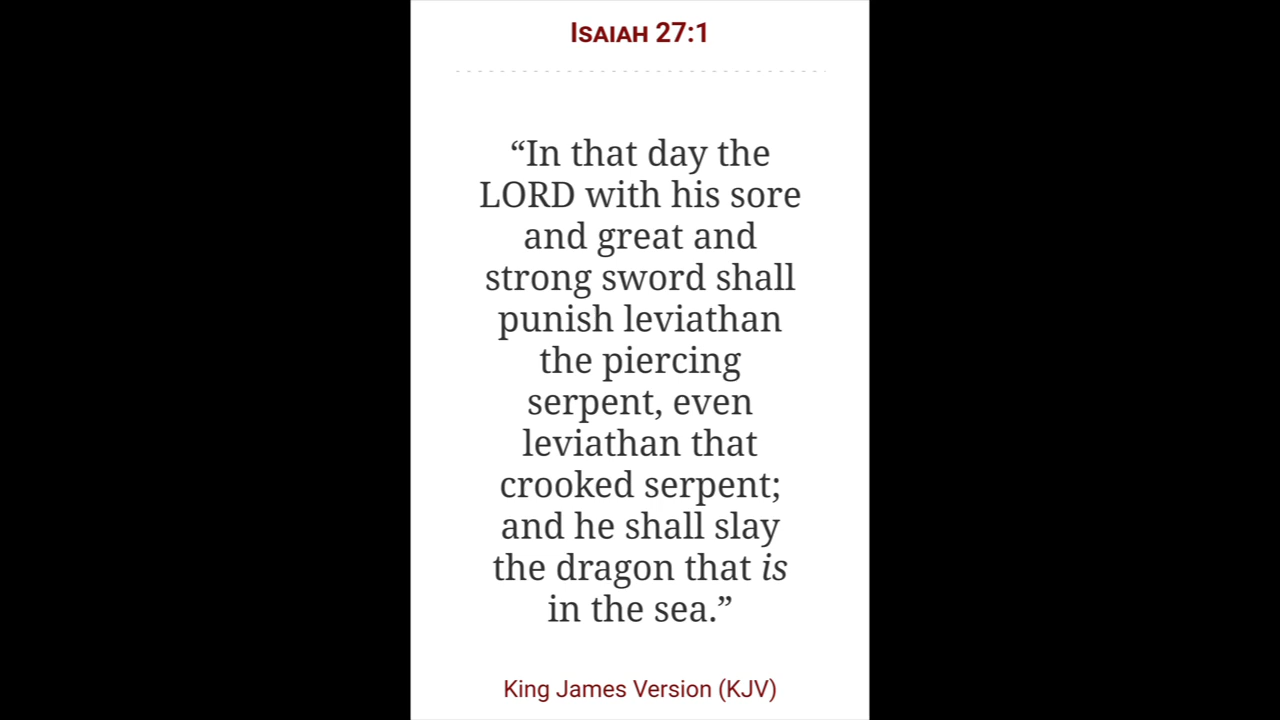 Isaiah 27:1
“In that day the
LORD with his sore
and great and
strong sword shall
punish leviathan
the piercing
serpent, even
leviathan that
crooked serpent;
and he shall slay
the dragon that is
in the sea.”
King James Version (KJV)